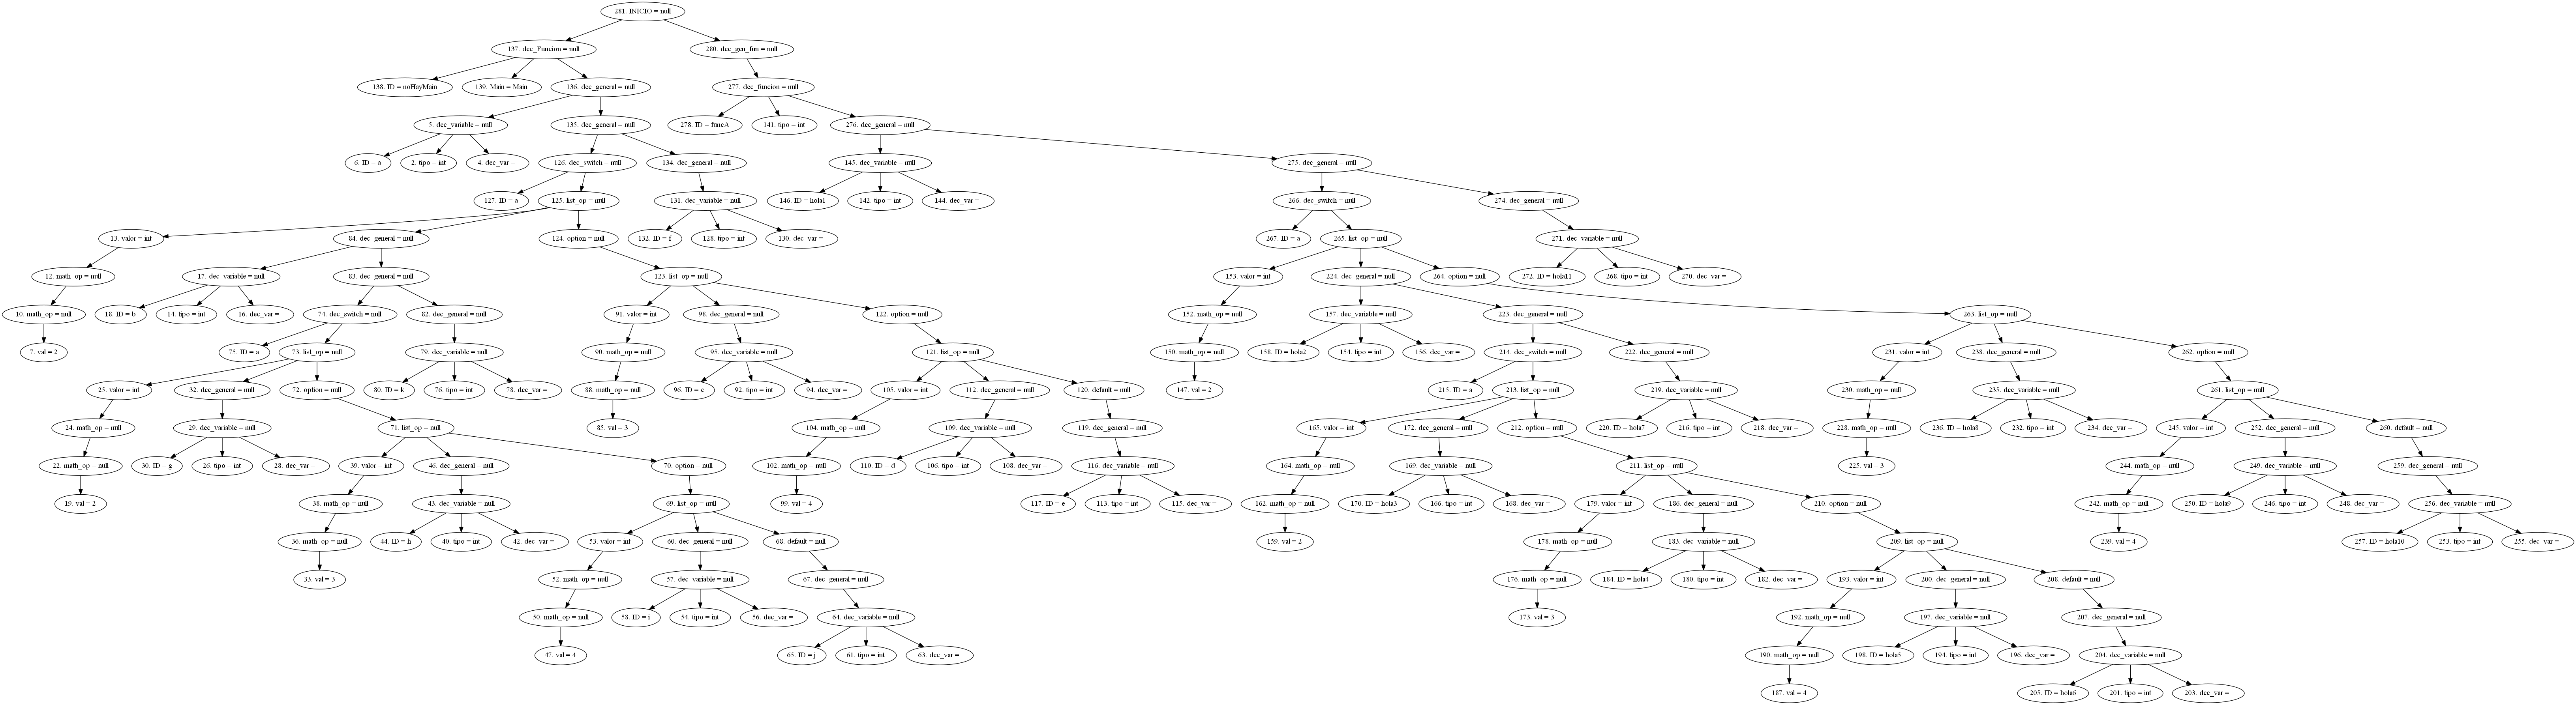 281. INICIO = null
137. dec_Funcion = null
280. dec_gen_fun = null
138. ID = noHayMain
139. Main = Main
136. dec_general = null
277. dec_funcion = null
5. dec_variable = null
135. dec_general = null
278. ID = funcA
141. tipo = int
276. dec_general = null
6. ID = a
2. tipo = int
4. dec_var =
126. dec_switch = null
134. dec_general = null
145. dec_variable = null
275. dec_general = null
127. ID = a
125. list_op = null
131. dec_variable = null
146. ID = hola1
142. tipo = int
144. dec_var =
266. dec_switch = null
274. dec_general = null
13. valor = int
84. dec_general = null
124. option = null
132. ID = f
128. tipo = int
130. dec_var =
267. ID = a
265. list_op = null
271. dec_variable = null
12. math_op = null
17. dec_variable = null
83. dec_general = null
123. list_op = null
153. valor = int
224. dec_general = null
264. option = null
272. ID = hola11
268. tipo = int
270. dec_var =
10. math_op = null
18. ID = b
14. tipo = int
16. dec_var =
74. dec_switch = null
82. dec_general = null
91. valor = int
98. dec_general = null
122. option = null
152. math_op = null
157. dec_variable = null
223. dec_general = null
263. list_op = null
7. val = 2
75. ID = a
73. list_op = null
79. dec_variable = null
90. math_op = null
95. dec_variable = null
121. list_op = null
150. math_op = null
158. ID = hola2
154. tipo = int
156. dec_var =
214. dec_switch = null
222. dec_general = null
231. valor = int
238. dec_general = null
262. option = null
25. valor = int
32. dec_general = null
72. option = null
80. ID = k
76. tipo = int
78. dec_var =
88. math_op = null
96. ID = c
92. tipo = int
94. dec_var =
105. valor = int
112. dec_general = null
120. default = null
147. val = 2
215. ID = a
213. list_op = null
219. dec_variable = null
230. math_op = null
235. dec_variable = null
261. list_op = null
24. math_op = null
29. dec_variable = null
71. list_op = null
85. val = 3
104. math_op = null
109. dec_variable = null
119. dec_general = null
165. valor = int
172. dec_general = null
212. option = null
220. ID = hola7
216. tipo = int
218. dec_var =
228. math_op = null
236. ID = hola8
232. tipo = int
234. dec_var =
245. valor = int
252. dec_general = null
260. default = null
22. math_op = null
30. ID = g
26. tipo = int
28. dec_var =
39. valor = int
46. dec_general = null
70. option = null
102. math_op = null
110. ID = d
106. tipo = int
108. dec_var =
116. dec_variable = null
164. math_op = null
169. dec_variable = null
211. list_op = null
225. val = 3
244. math_op = null
249. dec_variable = null
259. dec_general = null
19. val = 2
38. math_op = null
43. dec_variable = null
69. list_op = null
99. val = 4
117. ID = e
113. tipo = int
115. dec_var =
162. math_op = null
170. ID = hola3
166. tipo = int
168. dec_var =
179. valor = int
186. dec_general = null
210. option = null
242. math_op = null
250. ID = hola9
246. tipo = int
248. dec_var =
256. dec_variable = null
36. math_op = null
44. ID = h
40. tipo = int
42. dec_var =
53. valor = int
60. dec_general = null
68. default = null
159. val = 2
178. math_op = null
183. dec_variable = null
209. list_op = null
239. val = 4
257. ID = hola10
253. tipo = int
255. dec_var =
33. val = 3
52. math_op = null
57. dec_variable = null
67. dec_general = null
176. math_op = null
184. ID = hola4
180. tipo = int
182. dec_var =
193. valor = int
200. dec_general = null
208. default = null
50. math_op = null
58. ID = i
54. tipo = int
56. dec_var =
64. dec_variable = null
173. val = 3
192. math_op = null
197. dec_variable = null
207. dec_general = null
47. val = 4
65. ID = j
61. tipo = int
63. dec_var =
190. math_op = null
198. ID = hola5
194. tipo = int
196. dec_var =
204. dec_variable = null
187. val = 4
205. ID = hola6
201. tipo = int
203. dec_var =